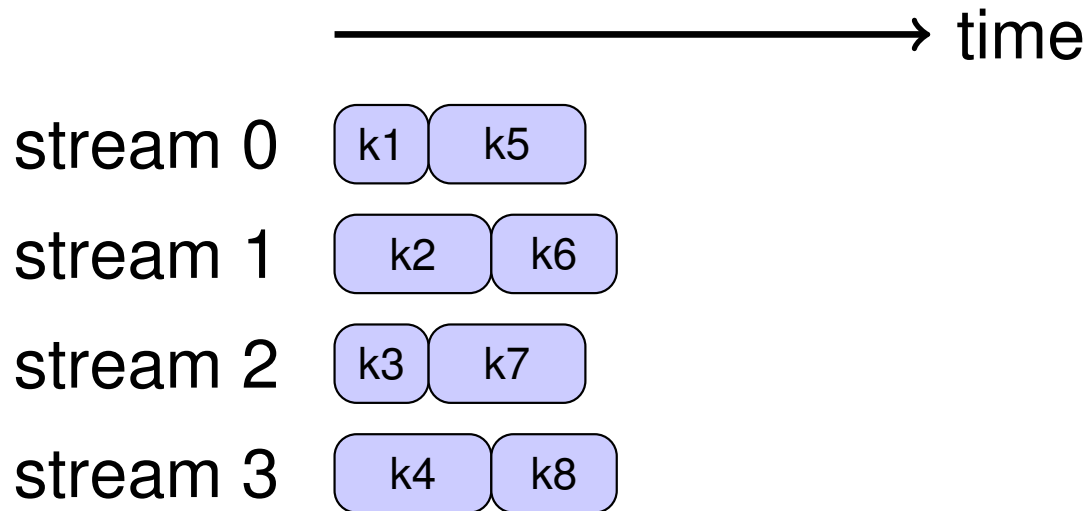 time
stream 0 k1 k5
stream 1 k2 k6
stream 2 k3 k7
stream 3 k4 k8